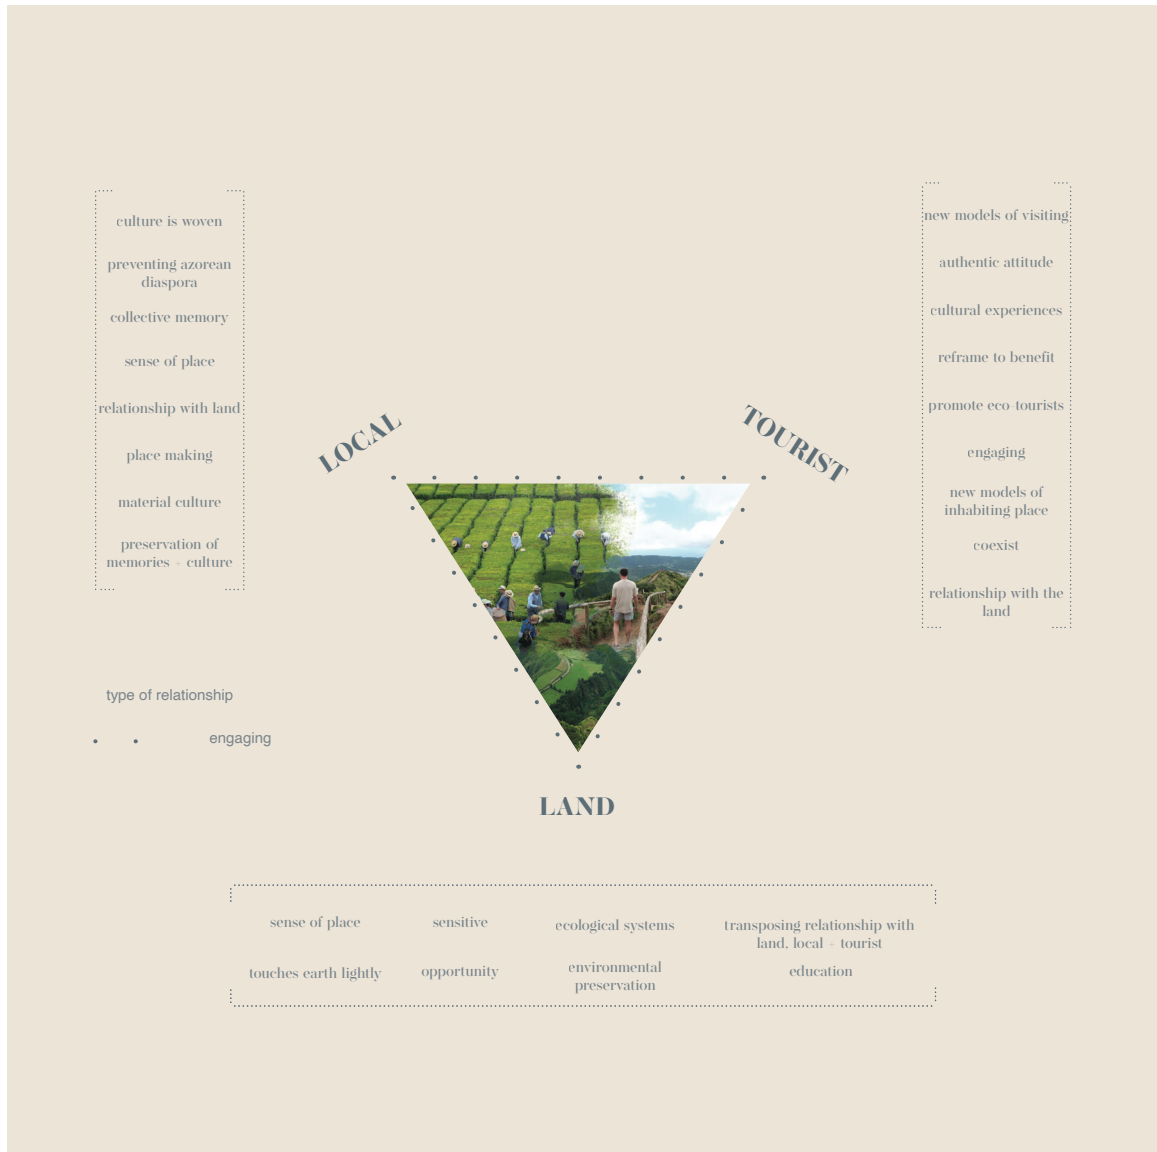 culture is woven
preventing azorean
diaspora
collective memory
sense of place
relationship with land
place making
material culture
preservation of
memories + culture
new models of visiting
authentic attitude
cultural experiences
reframe to benefit
promote eco-tourists
engaging
new models of
inhabiting place
coexist
relationship with the
land
LOCAL
TOURIST
LAND
type of relationship
engaging
sense of place
sensitive
ecological systems
transposing relationship with
land, local + tourist
touches earth lightly
opportunity
environmental
preservation
education